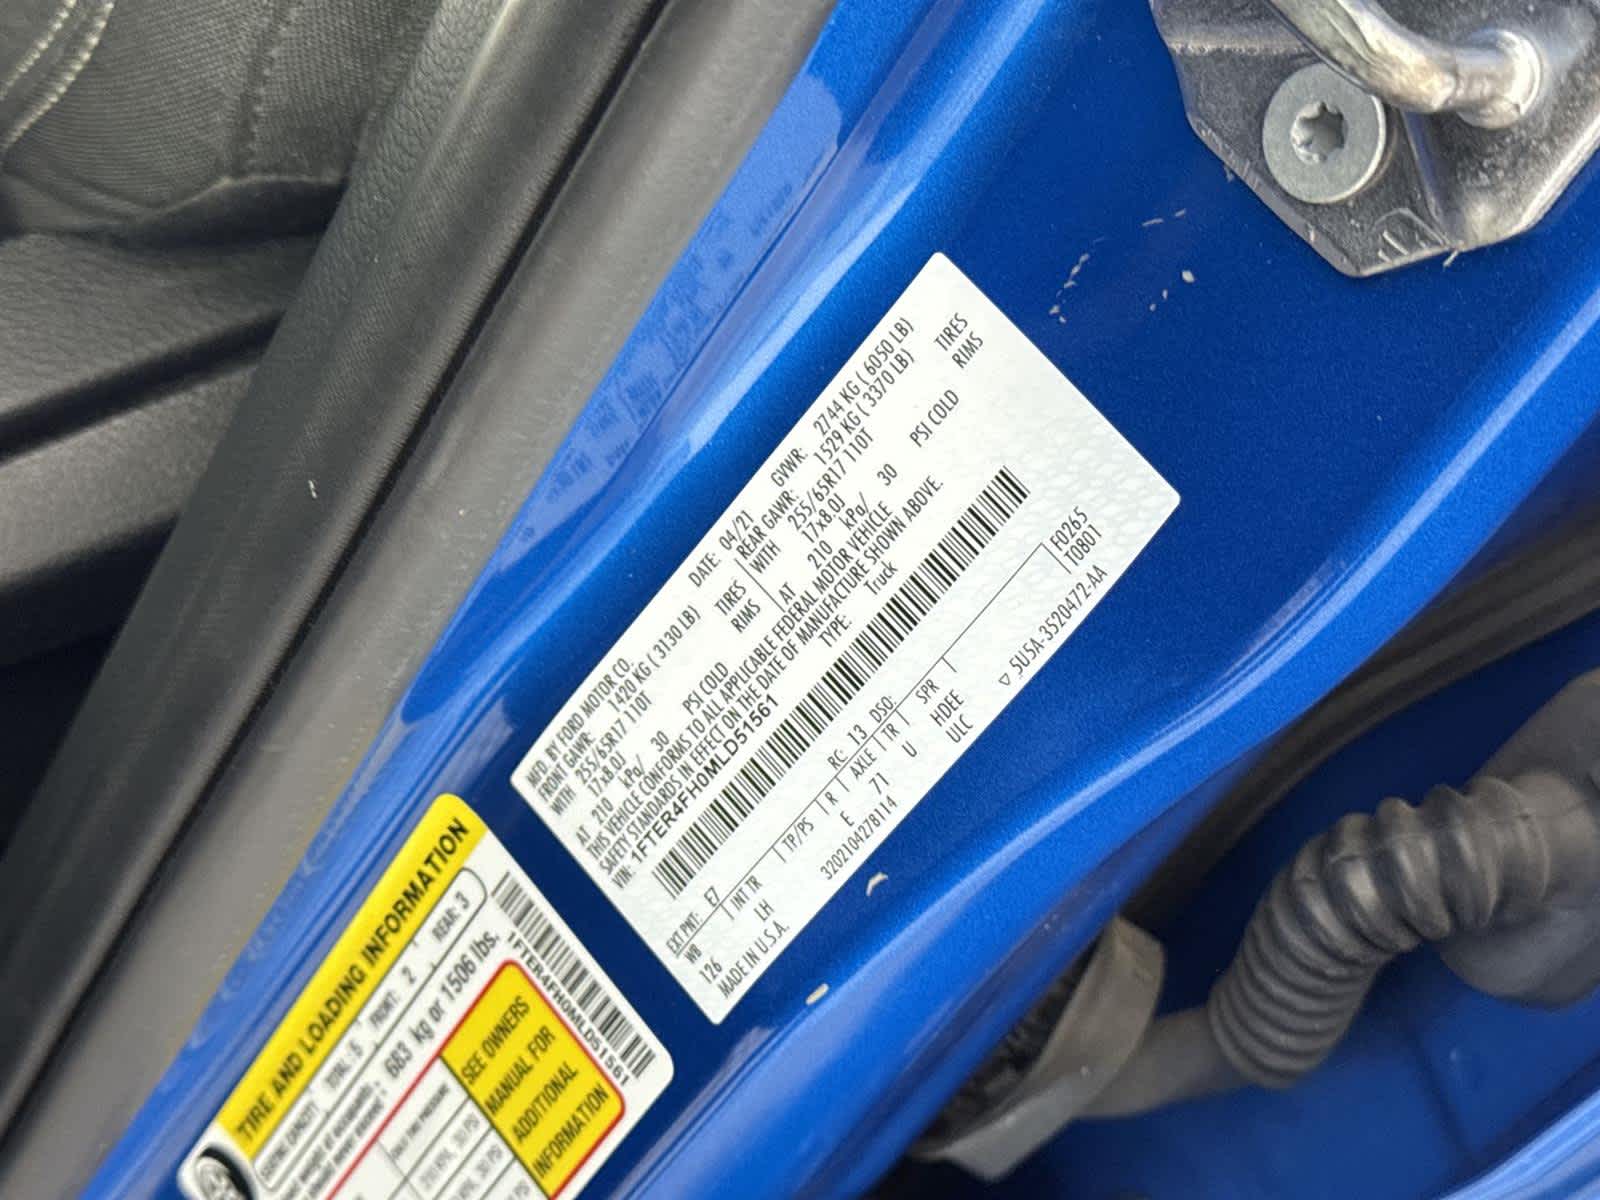 MFD. BY FORD MOTOR CO.
DATE: 04/21
GVWR: 2744 KG ( 6050 LB)
FRONT GAWR: 1420 KG ( 3130 LB)
REAR GAWR: 1529 KG ( 3370 LB)
WITH 255/65R17 110T TIRES
WITH 255/65R17 110T TIRES
17x8.0J RIMS
17x8.0J RIMS
AT 210 kPa/ 30 PSI COLD
AT 210 kPa/ 30 PSI COLD
THIS VEHICLE CONFORMS TO ALL APPLICABLE FEDERAL MOTOR VEHICLE
SAFETY STANDARDS IN EFFECT ON THE DATE OF MANUFACTURE SHOWN ABOVE.
VIN: 1FTER4FH0MLD51561
TYPE: Truck
F0265
T0801
EXT PNT: E7 RC: 13 DSO:
WB INT TR TP/PS R AXLE TR SPR
126 LH E 71 U HDEE
MADE IN U.S.A. 3202104278114 ULC
▽ 5U5A-3520472-AA
TIRE AND LOADING INFORMATION
SEATING CAPACITY TOTAL: 5 FRONT: 2 REAR: 3
683 kg or 1506 lbs.
COLD TIRE PRESSURE
SEE OWNERS
MANUAL FOR
ADDITIONAL
INFORMATION
1FTER4FH0MLD51561